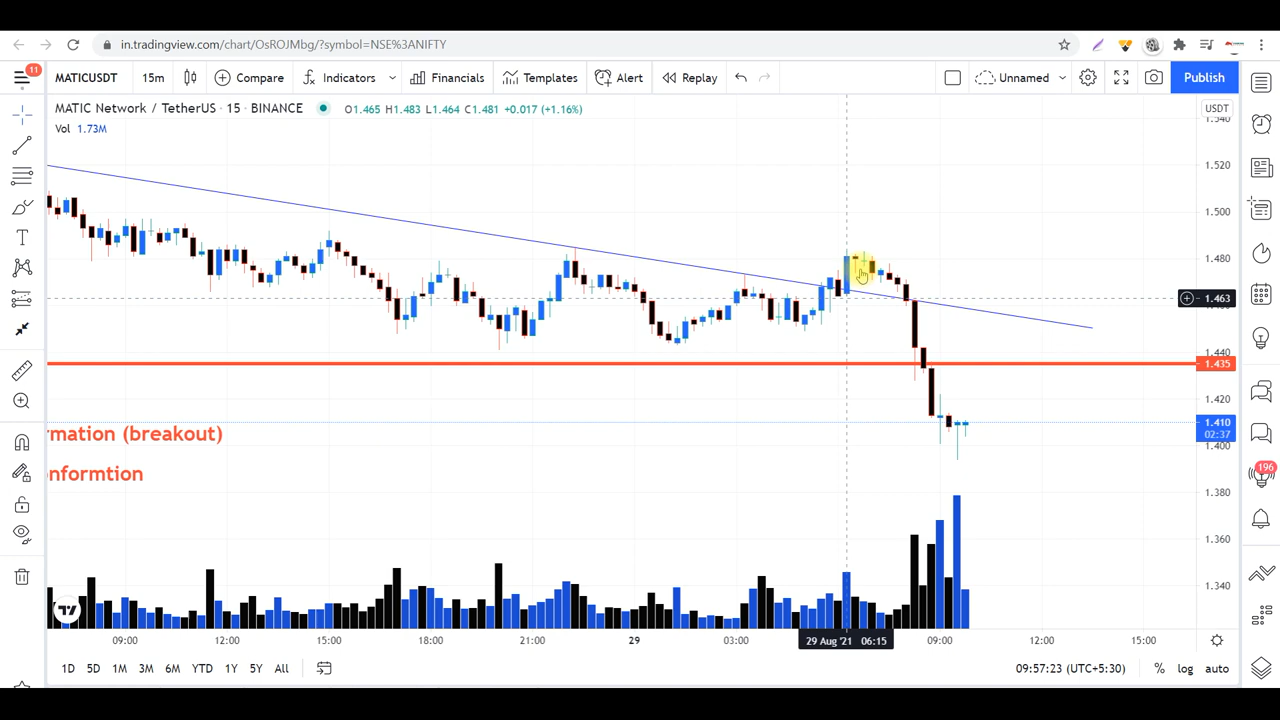 in.tradingview.com/chart/OsROJMbg/?symbol=NSE%3ANIFTY
11
MATICUSDT 15m Compare Indicators Financials Templates Alert Replay Unnamed Publish
MATIC Network / TetherUS · 15 · BINANCE O1.465 H1.483 L1.464 C1.481 +0.017 (+1.16%) USDT
Vol 1.73M
1.520
1.500
1.480
1.463
1.440
1.435
1.420
1.410
02:37
rmation (breakout)
1.400
onformtion
196
1.380
1.360
1.340
09:00 12:00 15:00 18:00 21:00 29 03:00 29 Aug '21 06:15 09:00 12:00 15:00
1D 5D 1M 3M 6M YTD 1Y 5Y All 09:57:23 (UTC+5:30) % log auto